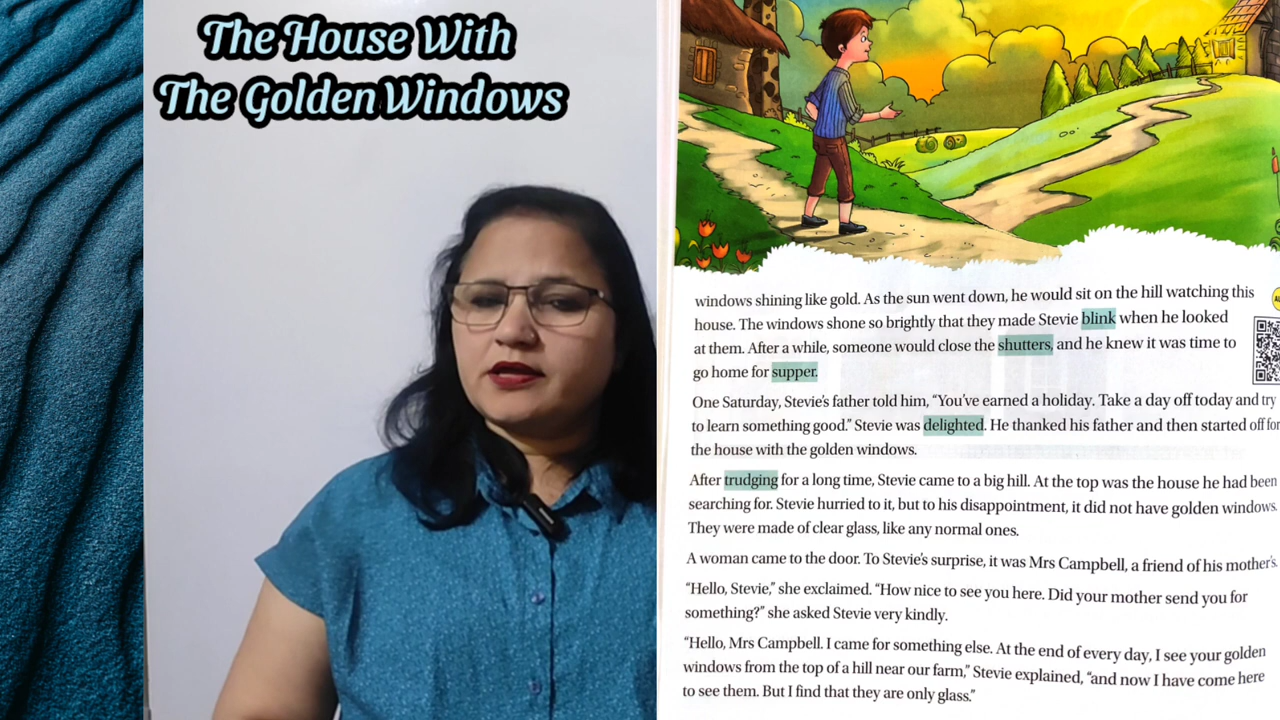 The House With
The Golden Windows
windows shining like gold. As the sun went down, he would sit on the hill watching this
house. The windows shone so brightly that they made Stevie blink when he looked
at them. After a while, someone would close the shutters, and he knew it was time to
go home for supper.
One Saturday, Stevie's father told him, “You've earned a holiday. Take a day off today and try
to learn something good.” Stevie was delighted. He thanked his father and then started off for
the house with the golden windows.
After trudging for a long time, Stevie came to a big hill. At the top was the house he had been
searching for. Stevie hurried to it, but to his disappointment, it did not have golden windows.
They were made of clear glass, like any normal ones.
A woman came to the door. To Stevie's surprise, it was Mrs Campbell, a friend of his mother's.
“Hello, Stevie,” she exclaimed. “How nice to see you here. Did your mother send you for
something?” she asked Stevie very kindly.
“Hello, Mrs Campbell. I came for something else. At the end of every day, I see your golden
windows from the top of a hill near our farm,” Stevie explained, “and now I have come here
to see them. But I find that they are only glass.”